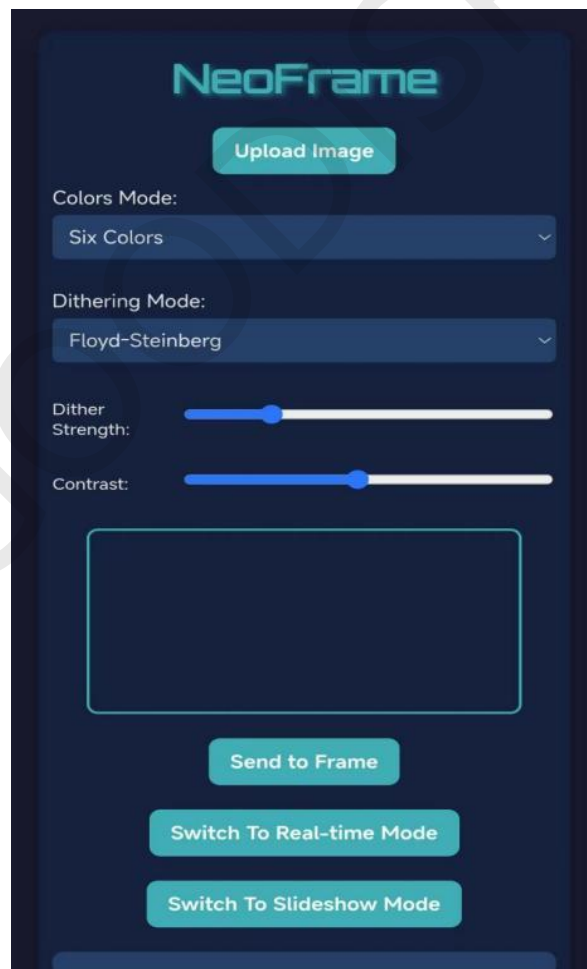 NeoFrame
Upload Image
Colors Mode:
Six Colors
Dithering Mode:
Floyd-Steinberg
Dither
Strength:
Contrast:
Send to Frame
Switch To Real-time Mode
Switch To Slideshow Mode